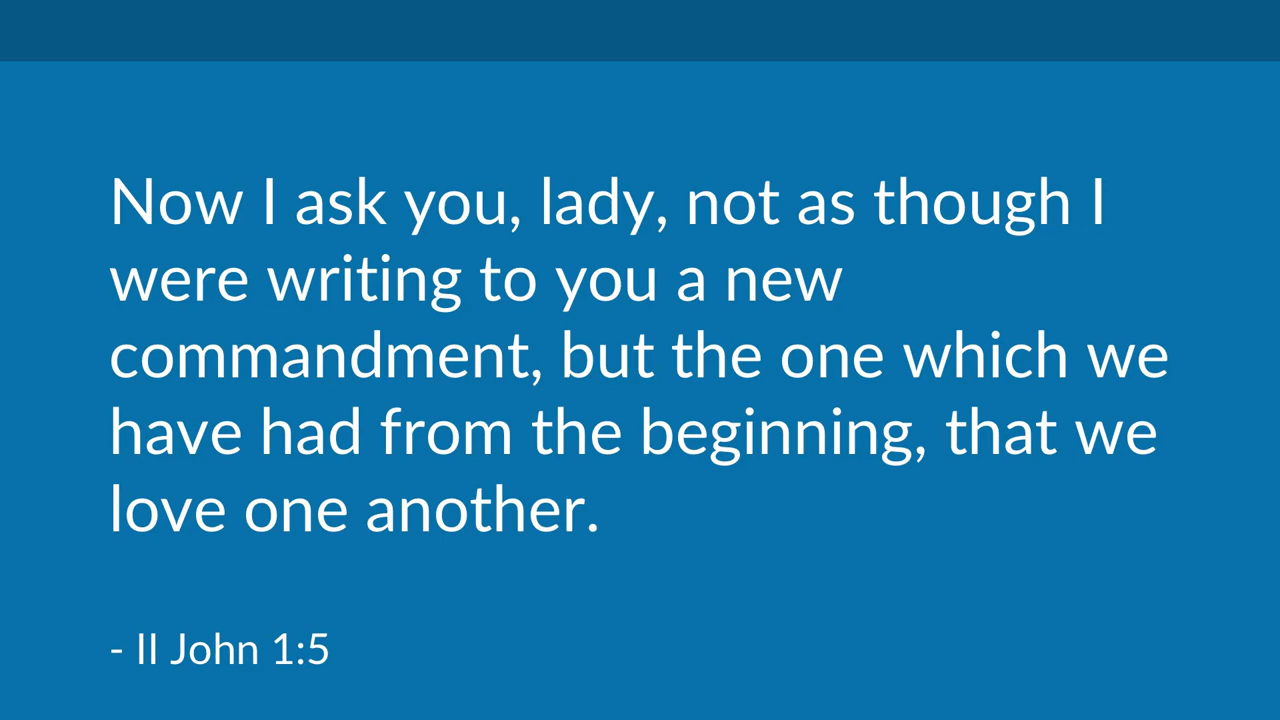 Now I ask you, lady, not as though I
were writing to you a new
commandment, but the one which we
have had from the beginning, that we
love one another.
- II John 1:5